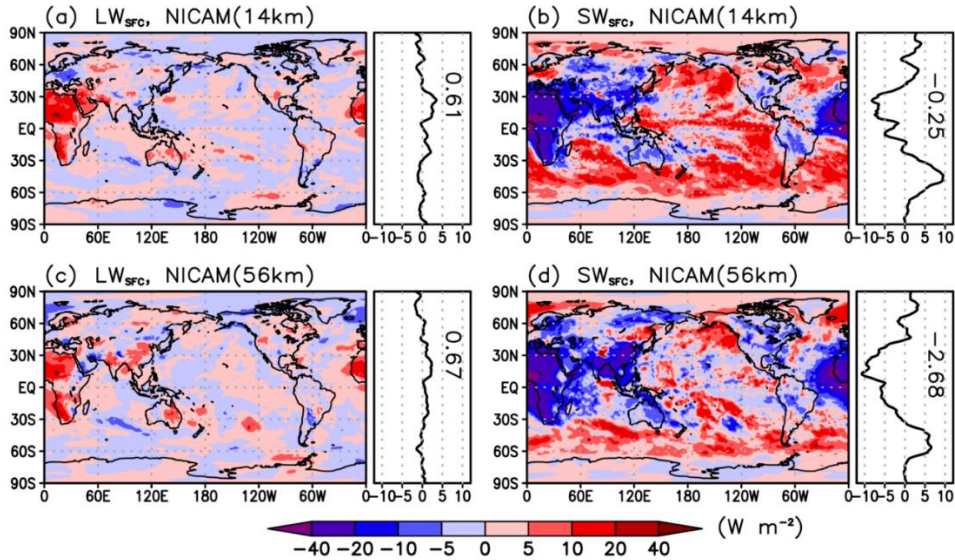 (a) LWSFC, NICAM(14km)
90N
60N
30N
EQ
30S
60S
90S
0 60E 120E 180 120W 60W 0
0.61
-10 -5 0 5 10
(b) SWSFC, NICAM(14km)
90N
60N
30N
EQ
30S
60S
90S
0 60E 120E 180 120W 60W 0
-0.25
-10 -5 0 5 10
(c) LWSFC, NICAM(56km)
90N
60N
30N
EQ
30S
60S
90S
0 60E 120E 180 120W 60W 0
0.67
-10 -5 0 5 10
(d) SWSFC, NICAM(56km)
90N
60N
30N
EQ
30S
60S
90S
0 60E 120E 180 120W 60W 0
-2.68
-10 -5 0 5 10
-40 -20 -10 -5 0 5 10 20 40
(W m⁻²)